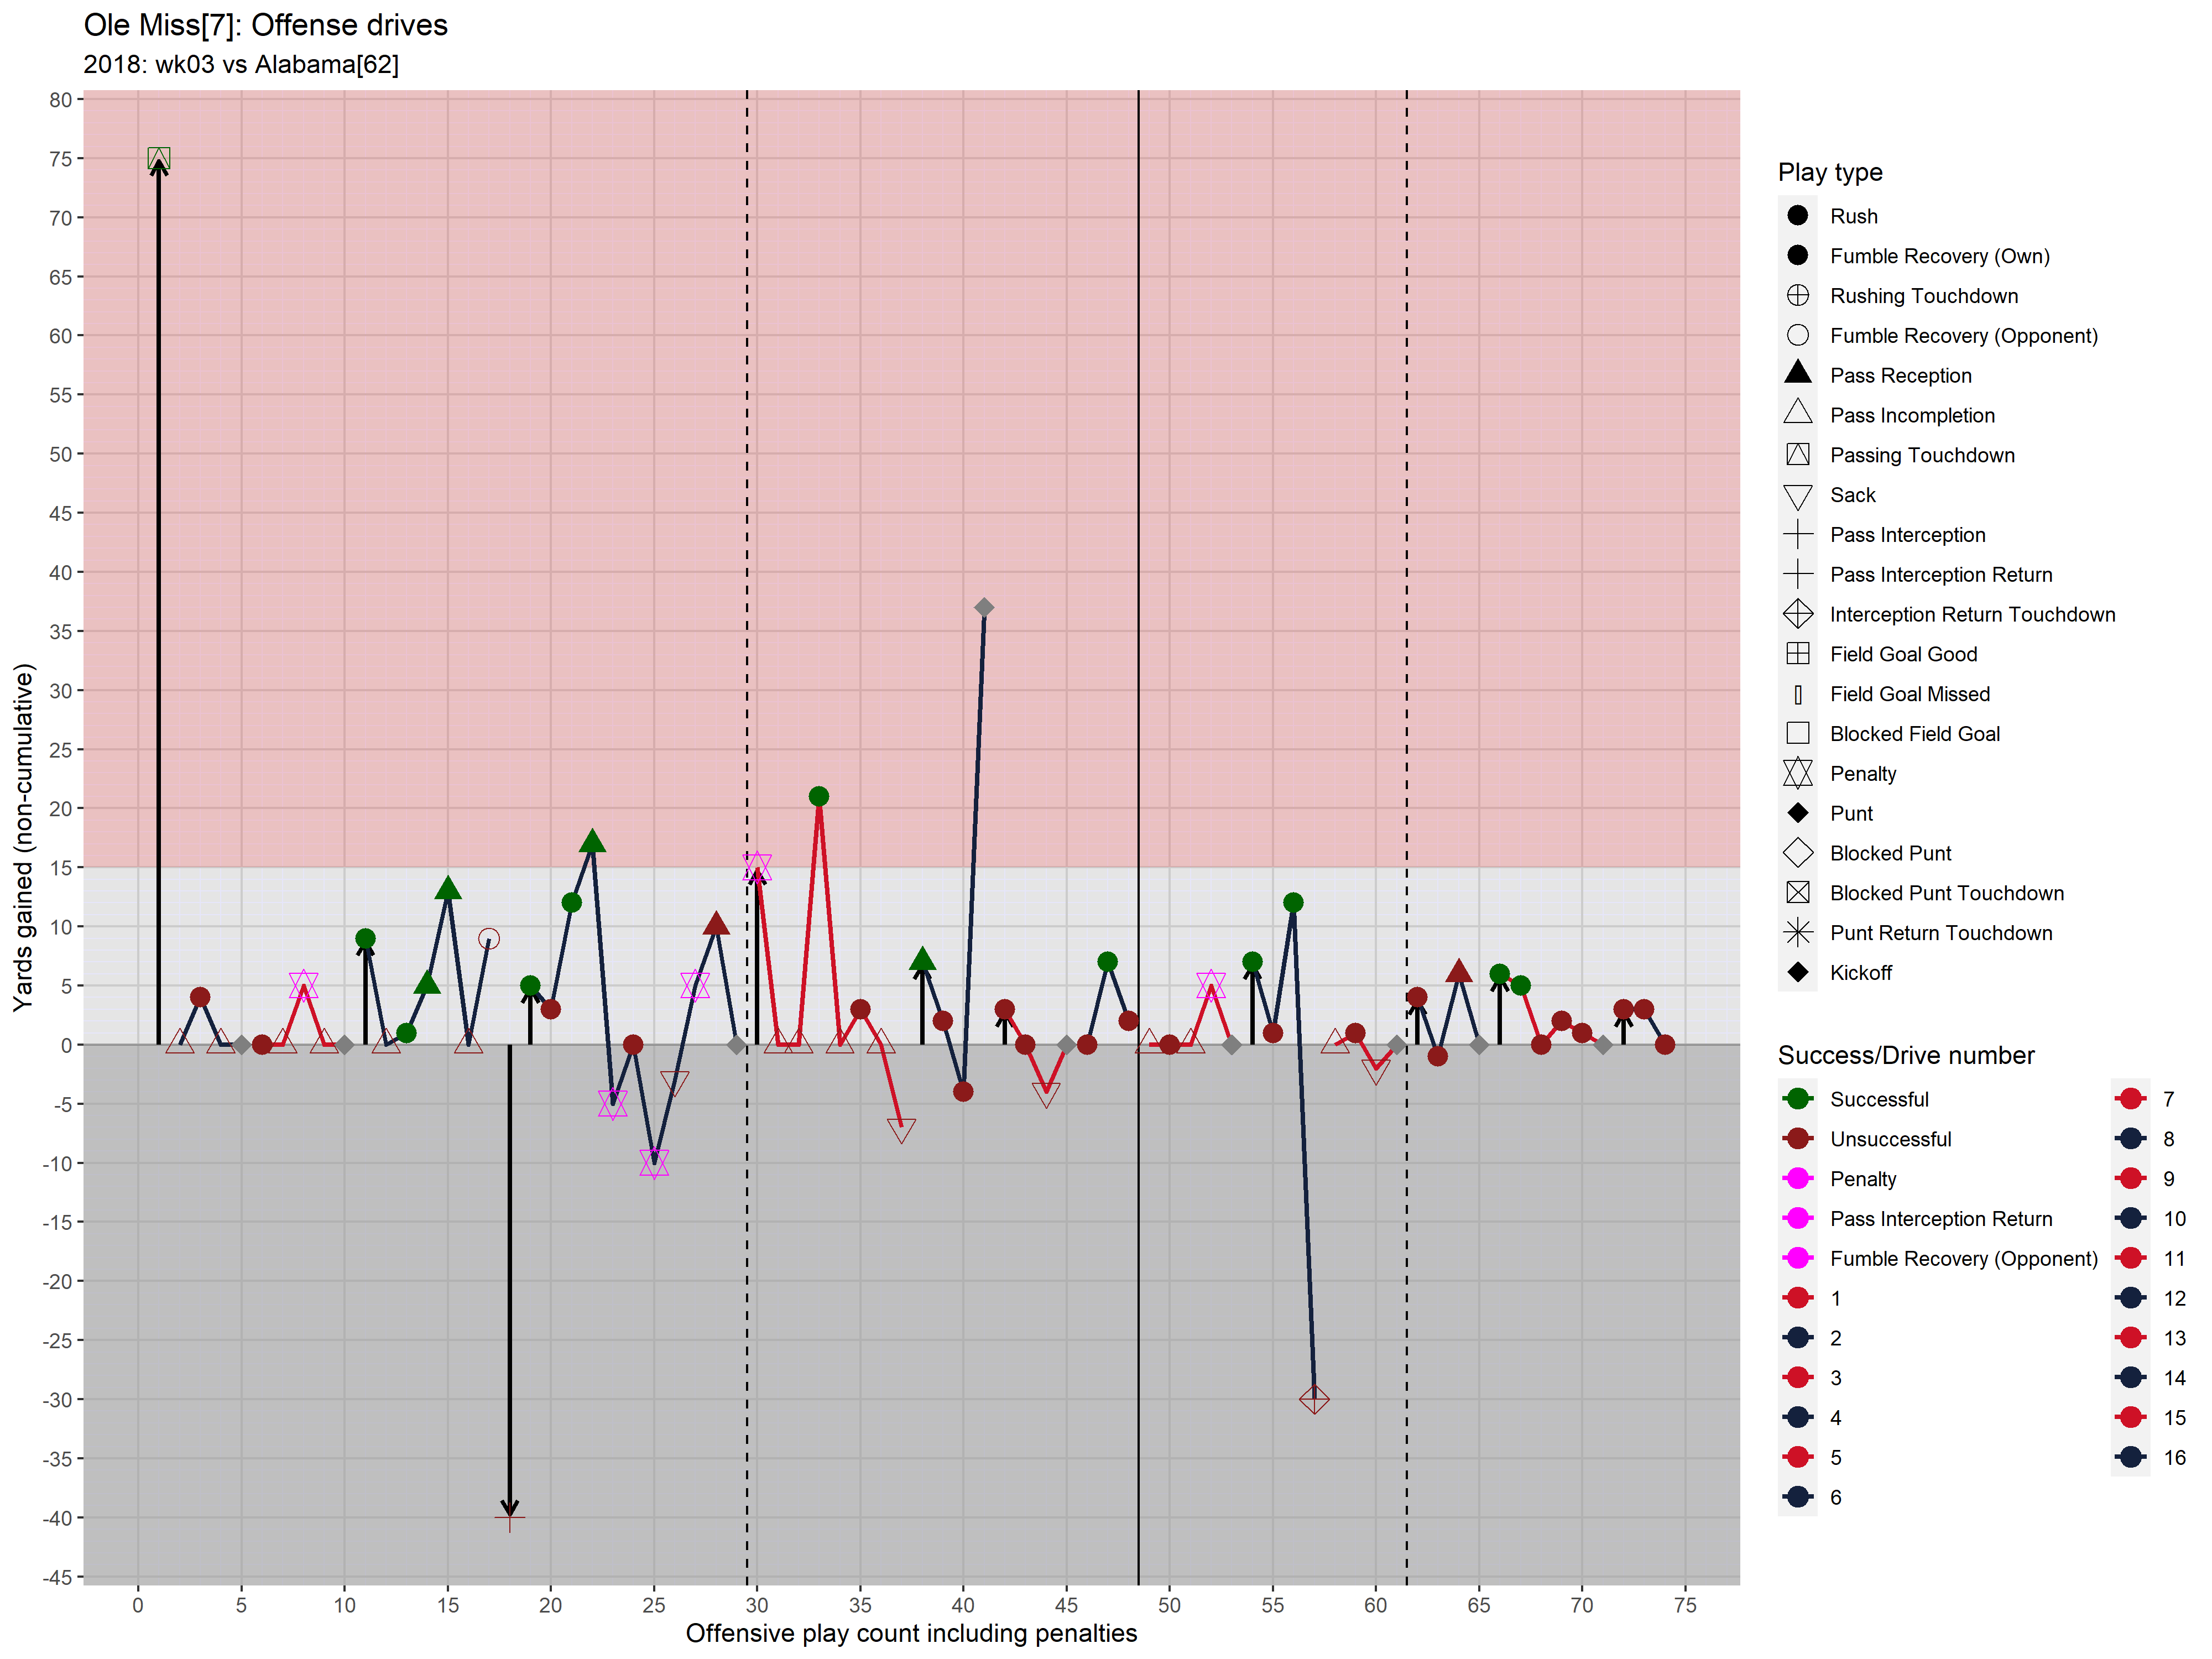 Ole Miss[7]: Offense drives
2018: wk03 vs Alabama[62]
Yards gained (non-cumulative)
80
75
70
65
60
55
50
45
40
35
30
25
20
15
10
5
0
-5
-10
-15
-20
-25
-30
-35
-40
-45
0 5 10 15 20 25 30 35 40 45 50 55 60 65 70 75
Offensive play count including penalties
Play type
Rush
Fumble Recovery (Own)
Rushing Touchdown
Fumble Recovery (Opponent)
Pass Reception
Pass Incompletion
Passing Touchdown
Sack
Pass Interception
Pass Interception Return
Interception Return Touchdown
Field Goal Good
Field Goal Missed
Blocked Field Goal
Penalty
Punt
Blocked Punt
Blocked Punt Touchdown
Punt Return Touchdown
Kickoff
Success/Drive number
Successful
Unsuccessful
Penalty
Pass Interception Return
Fumble Recovery (Opponent)
1
2
3
4
5
6
7
8
9
10
11
12
13
14
15
16